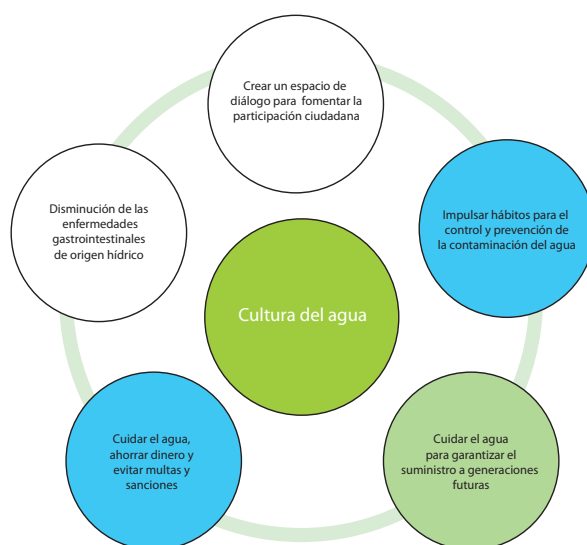 Crear un espacio de
diálogo para fomentar la
participación ciudadana
Impulsar hábitos para el
control y prevención de
la contaminación del agua
Disminución de las
enfermedades
gastrointestinales
de origen hídrico
Cultura del agua
Cuidar el agua,
ahorrar dinero y
evitar multas y
sanciones
Cuidar el agua
para garantizar el
suministro a generaciones
futuras